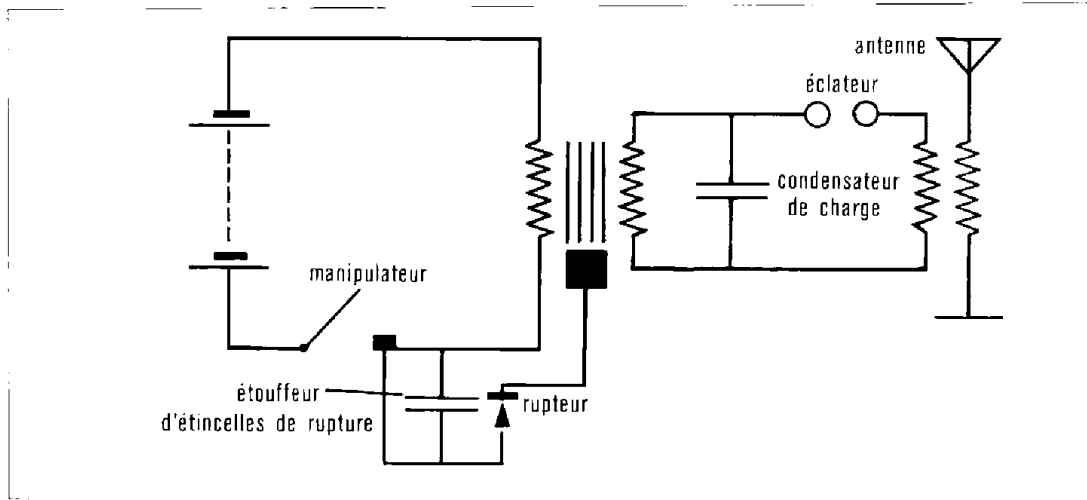 antenne
éclateur
condensateur
de charge
manipulateur
étouffeur
d'étincelles de rupture
rupteur